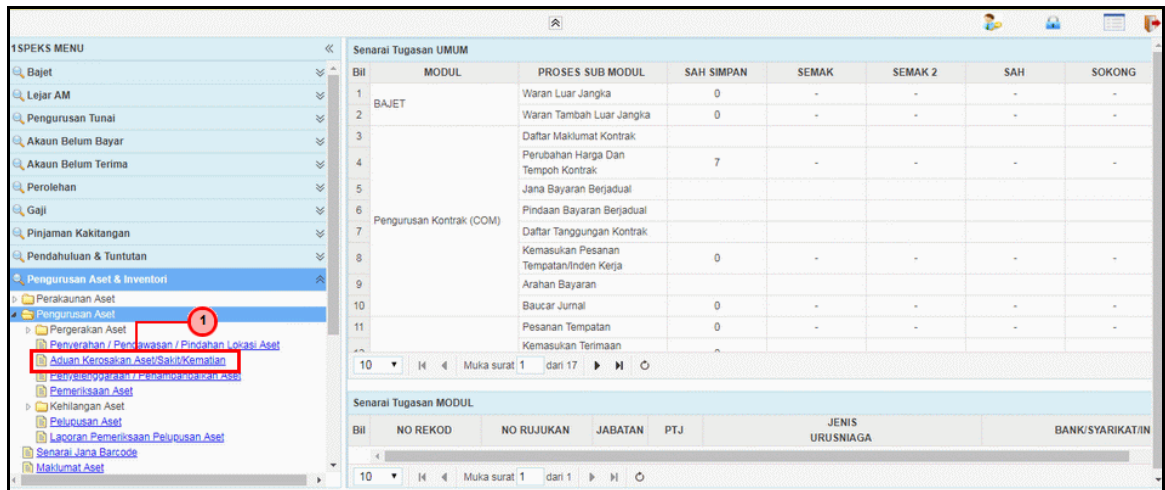 1SPEKS MENU
Bajet
Lejar AM
Pengurusan Tunai
Akaun Belum Bayar
Akaun Belum Terima
Perolehan
Gaji
Pinjaman Kakitangan
Pendahuluan & Tuntutan
Pengurusan Aset & Inventori
Perakaunan Aset
Pengurusan Aset
Pergerakan Aset
1
Penyerahan / Pengawasan / Pindahan Lokasi Aset
Aduan Kerosakan Aset/Sakit/Kematian
Penyelenggaraan / Penambahbaikan Aset
Pemeriksaan Aset
Kehilangan Aset
Pelupusan Aset
Laporan Pemeriksaan Pelupusan Aset
Senarai Jana Barcode
Maklumat Aset
Senarai Tugasan UMUM
Bil MODUL PROSES SUB MODUL SAH SIMPAN SEMAK SEMAK 2 SAH SOKONG
1 BAJET Waran Luar Jangka 0 - - - -
2 Waran Tambah Luar Jangka 0 - - - -
3 Pengurusan Kontrak (COM) Daftar Maklumat Kontrak
4 Perubahan Harga Dan Tempoh Kontrak 7 - - - -
5 Jana Bayaran Berjadual
6 Pindaan Bayaran Berjadual
7 Daftar Tanggungan Kontrak
8 Kemasukan Pesanan Tempatan/Inden Kerja 0 - - - -
9 Arahan Bayaran
10 Baucar Jurnal 0 - - - -
11 Pesanan Tempatan 0 - - - -
Kemasukan Terimaan
10 Muka surat 1 dari 17
Senarai Tugasan MODUL
Bil NO REKOD NO RUJUKAN JABATAN PTJ JENIS URUSNIAGA BANK/SYARIKAT/IN
10 Muka surat 1 dari 1